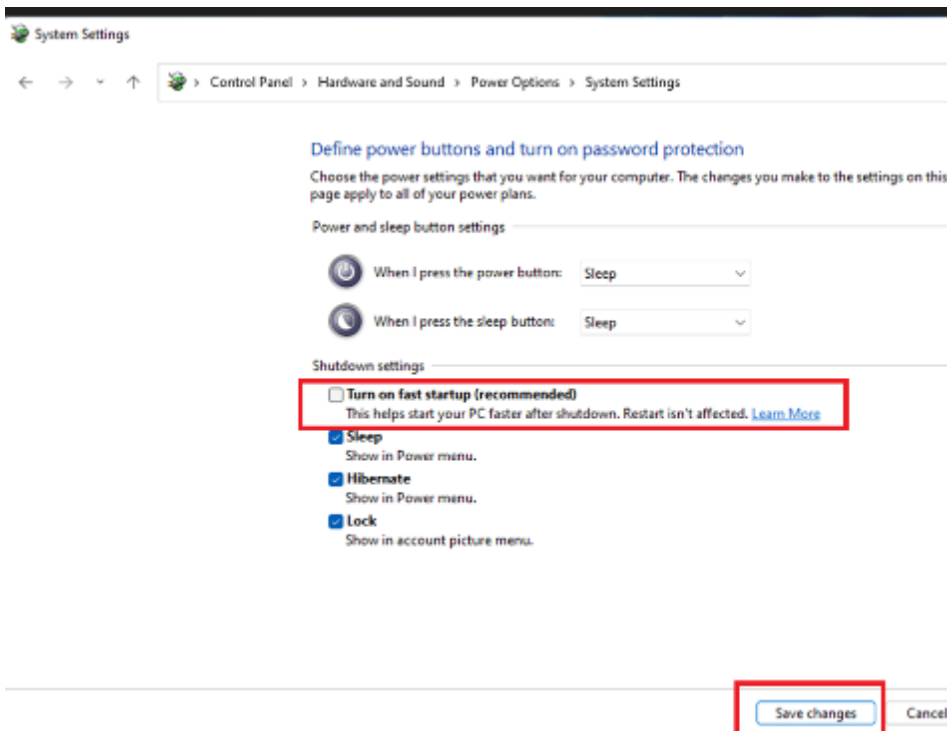 System Settings
Control Panel > Hardware and Sound > Power Options > System Settings
Define power buttons and turn on password protection
Choose the power settings that you want for your computer. The changes you make to the settings on this
page apply to all of your power plans.
Power and sleep button settings
When I press the power button: Sleep
When I press the sleep button: Sleep
Shutdown settings
Turn on fast startup (recommended)
This helps start your PC faster after shutdown. Restart isn't affected. Learn More
Sleep
Show in Power menu.
Hibernate
Show in Power menu.
Lock
Show in account picture menu.
Save changes Cancel